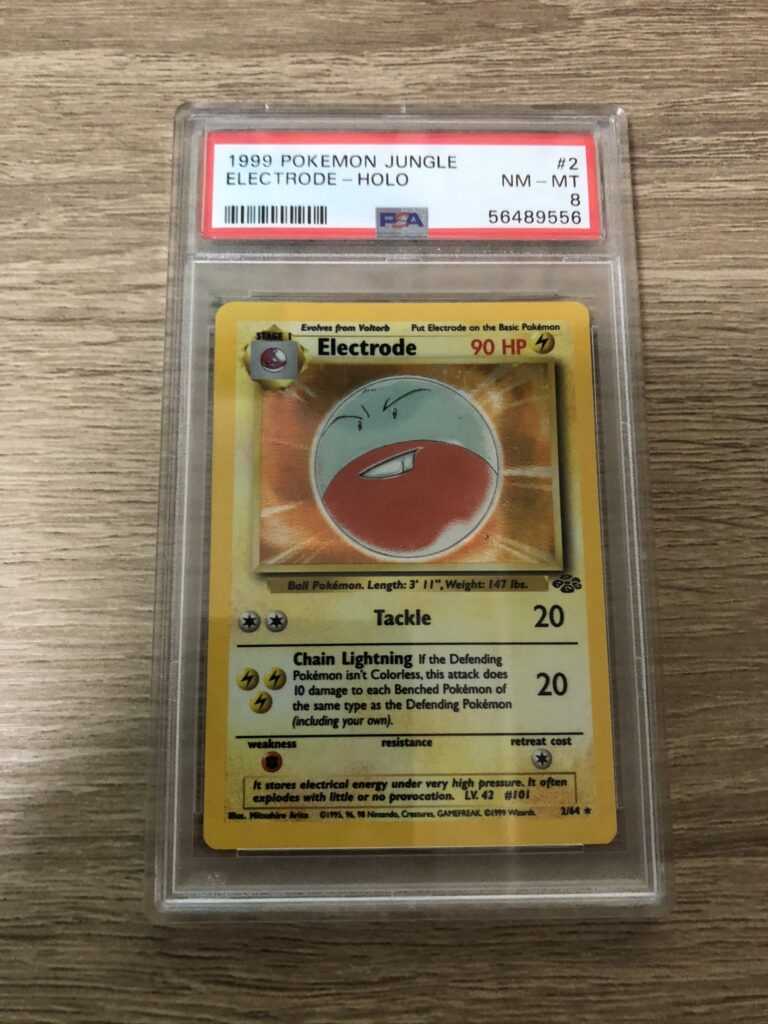 1999 POKEMON JUNGLE #2
ELECTRODE - HOLO NM - MT
8
PSA 56489556
Evolves from Voltorb Put Electrode on the Basic Pokémon
STAGE 1
Electrode 90 HP
Ball Pokémon. Length: 3' 11", Weight: 147 lbs.
Tackle 20
Chain Lightning If the Defending
Pokémon isn't Colorless, this attack does
10 damage to each Benched Pokémon of
the same type as the Defending Pokémon
(including your own).
20
weakness resistance retreat cost
It stores electrical energy under very high pressure. It often
explodes with little or no provocation. LV. 42 #101
Illus. Mitsuhiro Arita ©1995, 96, 98 Nintendo, Creatures, GAMEFREAK. ©1999 Wizards. 2/64 ★